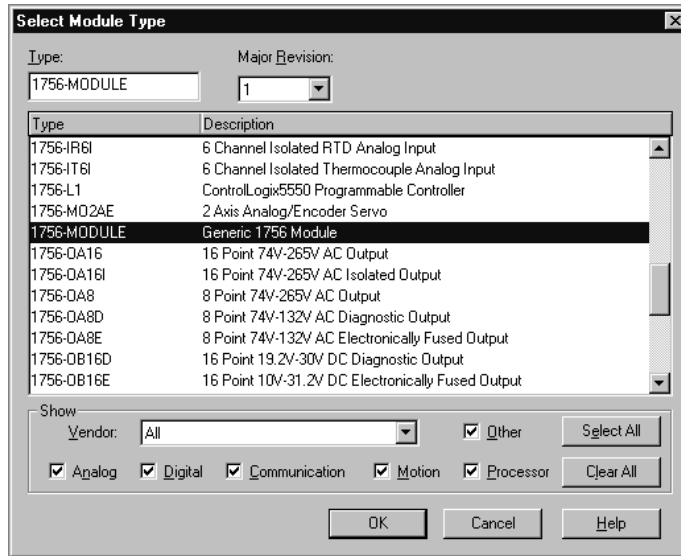 Select Module Type
Type: Major Revision:
1756-MODULE 1
Type Description
1756-IR6I 6 Channel Isolated RTD Analog Input
1756-IT6I 6 Channel Isolated Thermocouple Analog Input
1756-L1 ControlLogix5550 Programmable Controller
1756-M02AE 2 Axis Analog/Encoder Servo
1756-MODULE Generic 1756 Module
1756-OA16 16 Point 74V-265V AC Output
1756-OA16I 16 Point 74V-265V AC Isolated Output
1756-OA8 8 Point 74V-265V AC Output
1756-OA8D 8 Point 74V-132V AC Diagnostic Output
1756-OA8E 8 Point 74V-132V AC Electronically Fused Output
1756-OB16D 16 Point 19.2V-30V DC Diagnostic Output
1756-OB16E 16 Point 10V-31.2V DC Electronically Fused Output
Show
Vendor: All Other Select All
Analog Digital Communication Motion Processor Clear All
OK Cancel Help